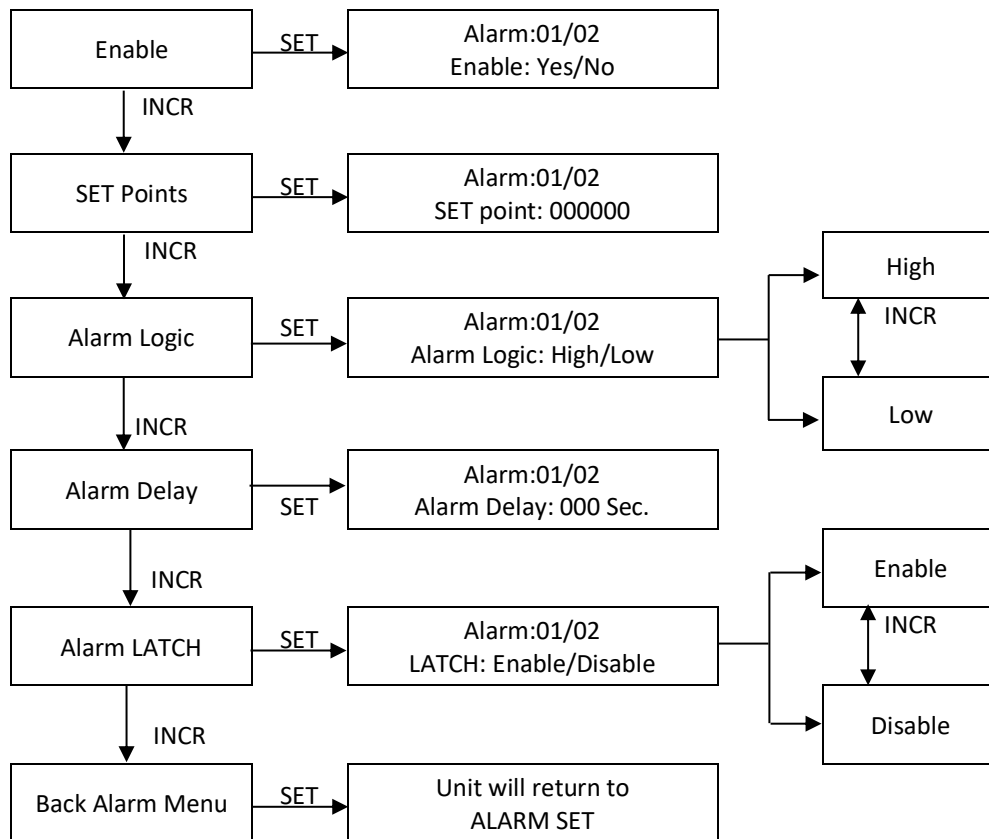 Enable
SET
Alarm:01/02
Enable: Yes/No
INCR
SET Points
SET
Alarm:01/02
SET point: 000000
INCR
Alarm Logic
SET
Alarm:01/02
Alarm Logic: High/Low
High
INCR
Low
INCR
Alarm Delay
SET
Alarm:01/02
Alarm Delay: 000 Sec.
INCR
Alarm LATCH
SET
Alarm:01/02
LATCH: Enable/Disable
Enable
INCR
Disable
INCR
Back Alarm Menu
SET
Unit will return to
ALARM SET